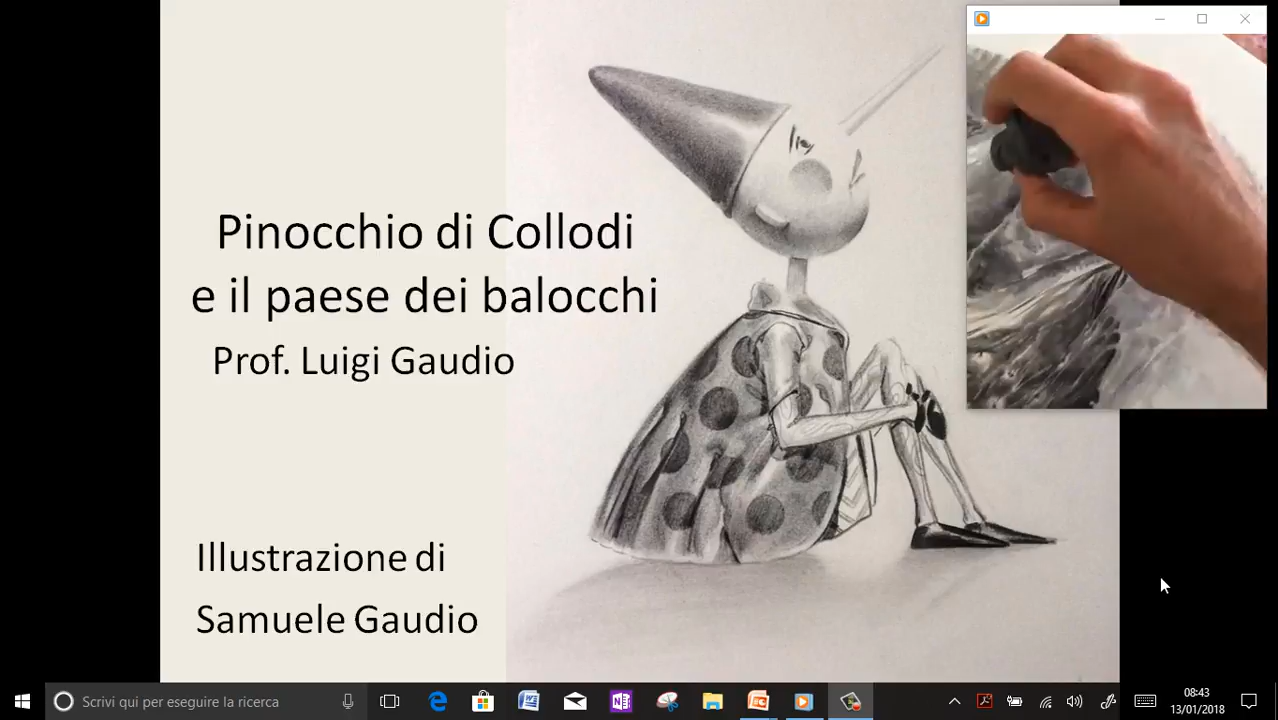 Pinocchio di Collodi
e il paese dei balocchi
Prof. Luigi Gaudio
Illustrazione di
Samuele Gaudio
Scrivi qui per eseguire la ricerca
08:43
13/01/2018